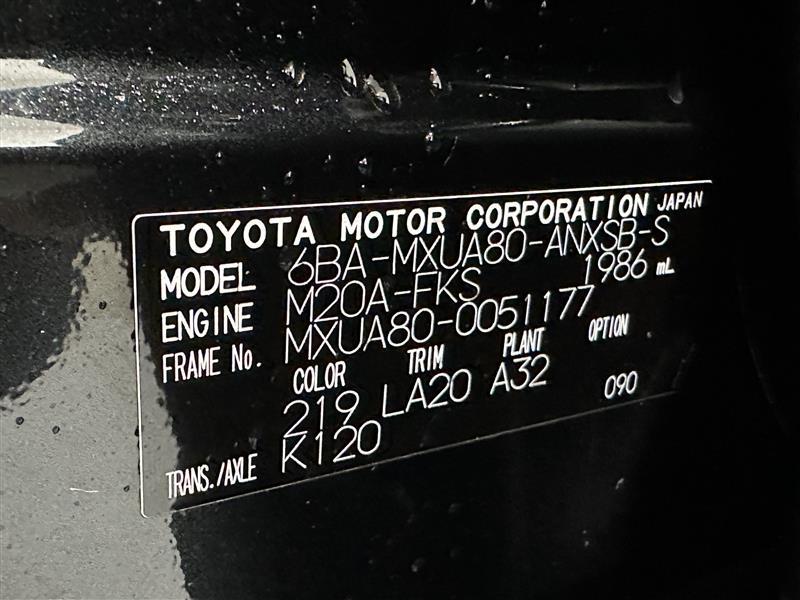 TOYOTA MOTOR CORPORATION JAPAN
MODEL 6BA-MXUA80-ANXSB-S
ENGINE M20A-FKS 1986 mL
FRAME No. MXUA80-0051177
COLOR TRIM PLANT OPTION
219 LA20 A32 090
TRANS./AXLE K120